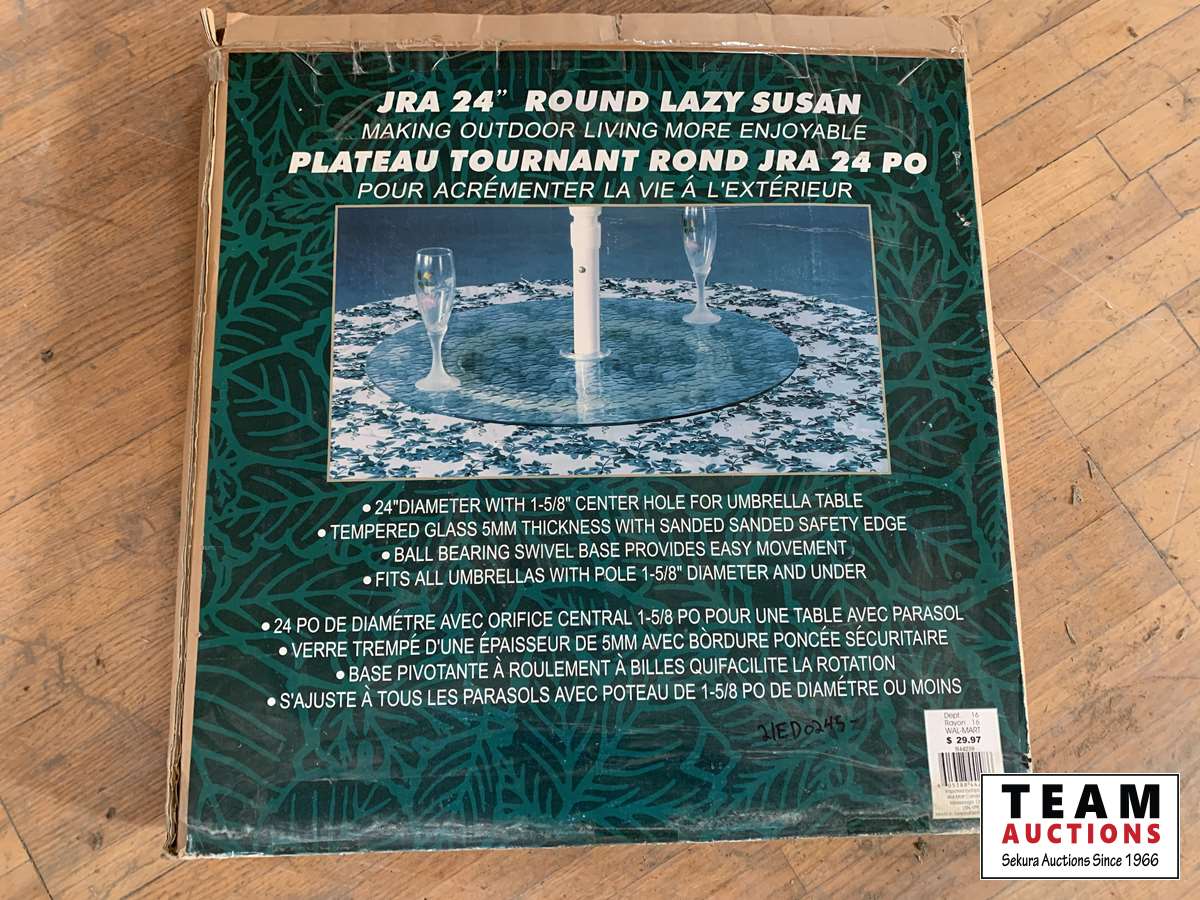 JRA 24" ROUND LAZY SUSAN
MAKING OUTDOOR LIVING MORE ENJOYABLE
PLATEAU TOURNANT ROND JRA 24 PO
POUR ACRÉMENTER LA VIE Á L'EXTÉRIEUR
• 24"DIAMETER WITH 1-5/8" CENTER HOLE FOR UMBRELLA TABLE
• TEMPERED GLASS 5MM THICKNESS WITH SANDED SANDED SAFETY EDGE
• BALL BEARING SWIVEL BASE PROVIDES EASY MOVEMENT
• FITS ALL UMBRELLAS WITH POLE 1-5/8" DIAMETER AND UNDER
• 24 PO DE DIAMÉTRE AVEC ORIFICE CENTRAL 1-5/8 PO POUR UNE TABLE AVEC PARASOL
• VERRE TREMPÉ D'UNE ÉPAISSEUR DE 5MM AVEC BÒRDURE PONCÉE SÉCURITAIRE
• BASE PIVOTANTE À ROULEMENT À BILLES QUIFACILITE LA ROTATION
• S'AJUSTE À TOUS LES PARASOLS AVEC POTEAU DE 1-5/8 PO DE DIAMÉTRE OU MOINS
21ED0245-
Dept. 16
Rayon 16
WAL-MART
$ 29.97
TEAM
AUCTIONS
Sekura Auctions Since 1966